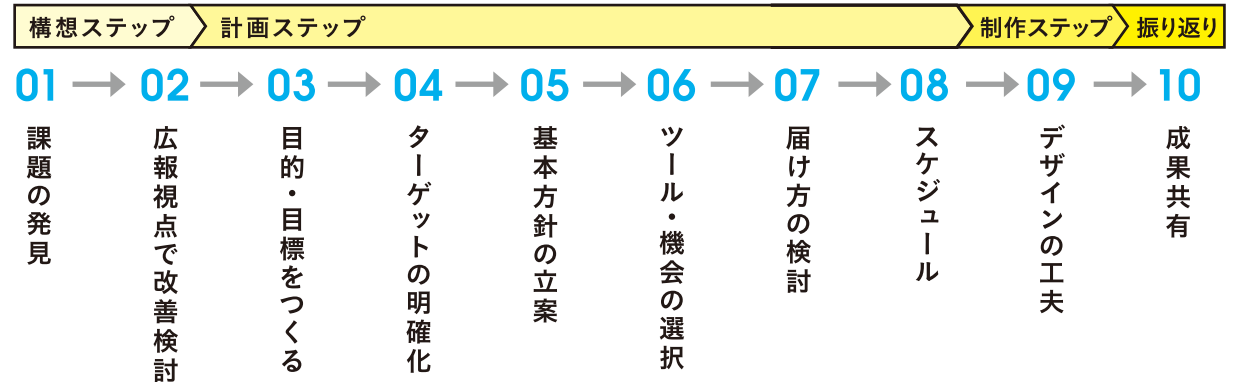 構想ステップ
計画ステップ
制作ステップ
振り返り
01
課題の発見
02
広報視点で改善検討
03
目的・目標をつくる
04
ターゲットの明確化
05
基本方針の立案
06
ツール・機会の選択
07
届け方の検討
08
スケジュール
09
デザインの工夫
10
成果共有